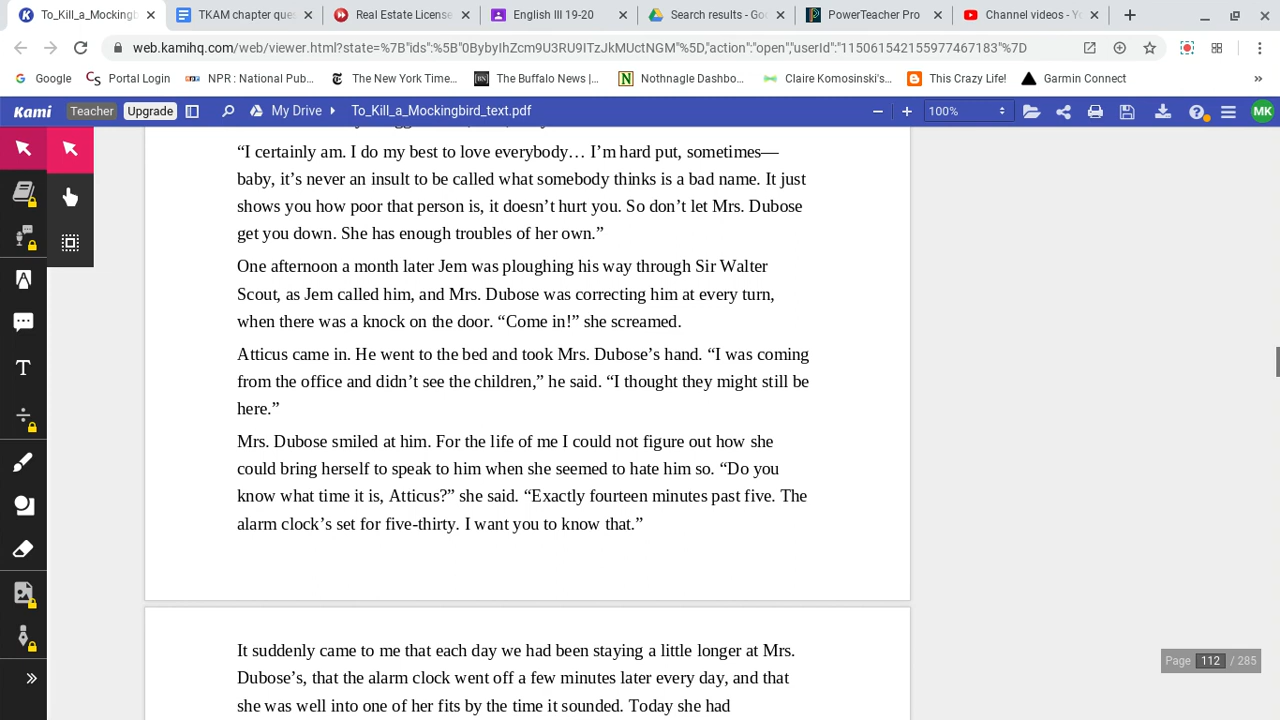 To_Kill_a_Mockingb
TKAM chapter ques
Real Estate License
English III 19-20
Search results - Goo
PowerTeacher Pro
Channel videos - Yo
web.kamihq.com/web/viewer.html?state=%7B"ids":%5B"0BybyIhZcm9U3RU9ITzJkMUctNGM"%5D,"action":"open","userId":"115061542155977467183"%7D
Google
Portal Login
NPR : National Pub...
The New York Time...
The Buffalo News |...
Nothnagle Dashbo...
Claire Komosinski's...
This Crazy Life!
Garmin Connect
»
Kami
Teacher
Upgrade
My Drive
To_Kill_a_Mockingbird_text.pdf
100%
MK
“I certainly am. I do my best to love everybody… I’m hard put, sometimes—
baby, it’s never an insult to be called what somebody thinks is a bad name. It just
shows you how poor that person is, it doesn’t hurt you. So don’t let Mrs. Dubose
get you down. She has enough troubles of her own.”
One afternoon a month later Jem was ploughing his way through Sir Walter
Scout, as Jem called him, and Mrs. Dubose was correcting him at every turn,
when there was a knock on the door. “Come in!” she screamed.
Atticus came in. He went to the bed and took Mrs. Dubose’s hand. “I was coming
from the office and didn’t see the children,” he said. “I thought they might still be
here.”
Mrs. Dubose smiled at him. For the life of me I could not figure out how she
could bring herself to speak to him when she seemed to hate him so. “Do you
know what time it is, Atticus?” she said. “Exactly fourteen minutes past five. The
alarm clock’s set for five-thirty. I want you to know that.”
It suddenly came to me that each day we had been staying a little longer at Mrs.
Dubose’s, that the alarm clock went off a few minutes later every day, and that
she was well into one of her fits by the time it sounded. Today she had
Page 112 / 285